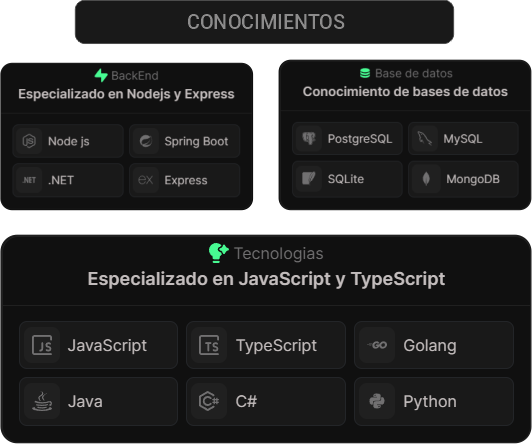 CONOCIMIENTOS
BackEnd
Especializado en Nodejs y Express
JS Node js
Spring Boot
.NET .NET
ex Express
Base de datos
Conocimiento de bases de datos
PostgreSQL
MySQL
SQLite
MongoDB
Tecnologias
Especializado en JavaScript y TypeScript
JS JavaScript
TS TypeScript
GO Golang
Java
C# C#
Python